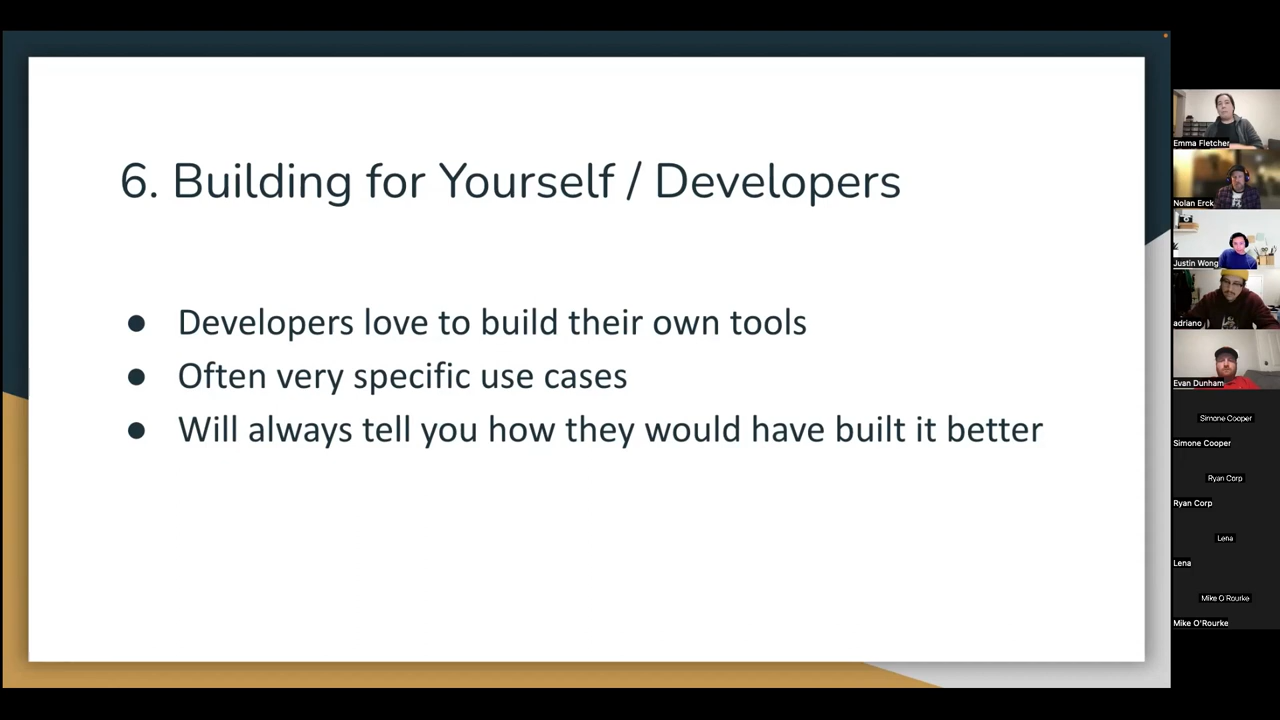 6. Building for Yourself / Developers
● Developers love to build their own tools
● Often very specific use cases
● Will always tell you how they would have built it better
Emma Fletcher
Nolan Erck
Justin Wong
adriano
Evan Dunham
Simone Cooper
Simone Cooper
Ryan Corp
Ryan Corp
Lena
Lena
Mike O Rourke
Mike O'Rourke